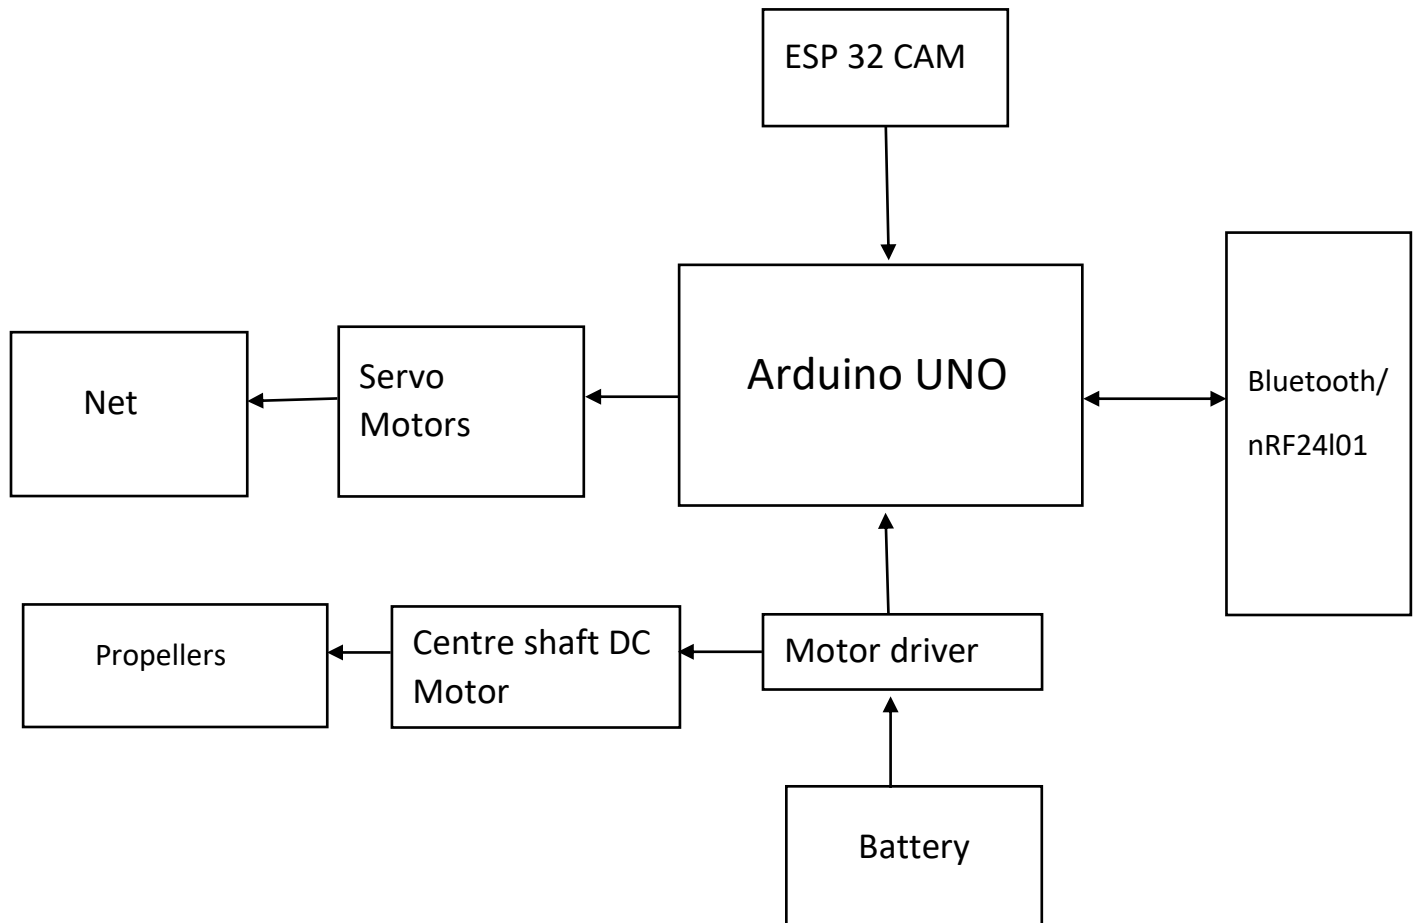 ESP 32 CAM
Arduino UNO
Bluetooth/
nRF24l01
Servo
Motors
Net
Motor driver
Centre shaft DC
Motor
Propellers
Battery